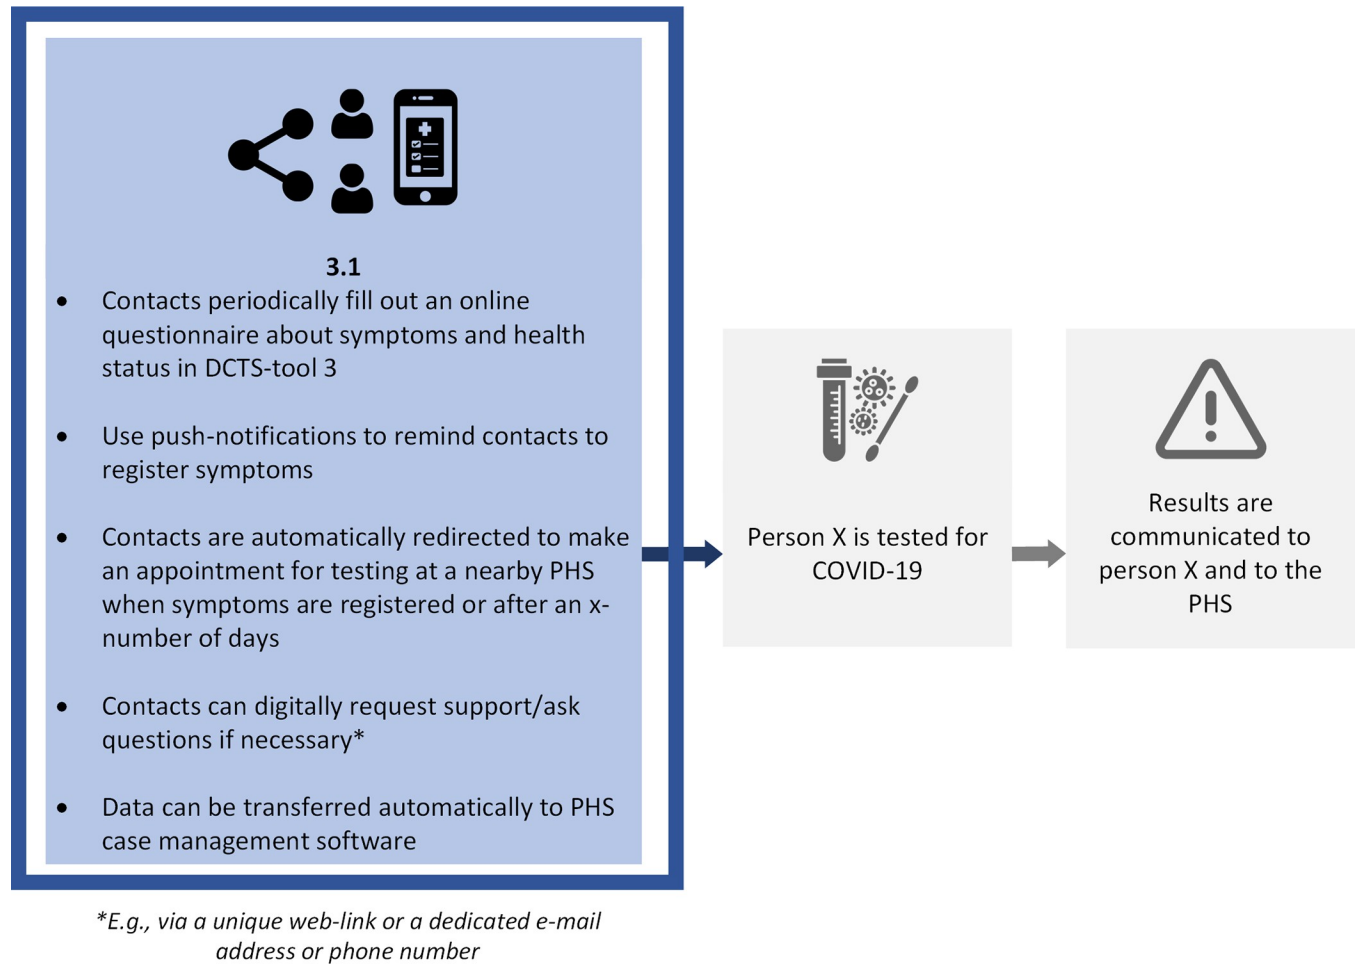 3.1
• Contacts periodically fill out an online
questionnaire about symptoms and health
status in DCTS-tool 3
• Use push-notifications to remind contacts to
register symptoms
• Contacts are automatically redirected to make
an appointment for testing at a nearby PHS
when symptoms are registered or after an x-
number of days
• Contacts can digitally request support/ask
questions if necessary*
• Data can be transferred automatically to PHS
case management software
*E.g., via a unique web-link or a dedicated e-mail
address or phone number
Person X is tested for
COVID-19
Results are
communicated to
person X and to the
PHS